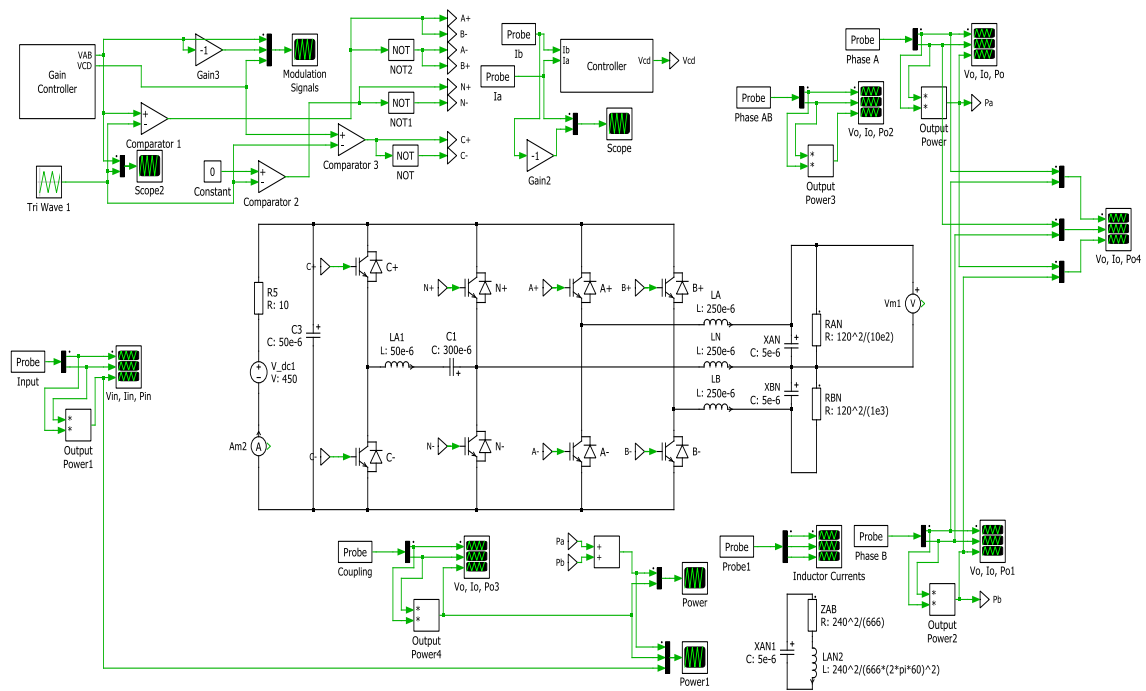 Gain
Controller
VAB
VCD
-1
Gain3
Modulation
Signals
+
-
Comparator 1
Scope2
Tri Wave 1
0
Constant
+
-
Comparator 2
+
-
Comparator 3
NOT
NOT2
NOT
NOT1
NOT
NOT
A+
B-
A-
B+
N+
N-
C+
C-
Probe
Ib
Probe
Ia
Ib
Ia
Controller
Vcd
Vcd
-1
Gain2
Scope
Probe
Phase A
Vo, Io, Po
*
*
Output
Power
Pa
Probe
Phase AB
Vo, Io, Po2
*
*
Output
Power3
Vo, Io, Po4
R5
R: 10
V_dc1
V: 450
Am2
A
C3
C: 50e-6
+
C+
C+
C-
C-
LA1
L: 50e-6
C1
C: 300e-6
+
N+
N+
N-
N-
A+
A+
A-
A-
B+
B+
B-
B-
LA
L: 250e-6
LN
L: 250e-6
LB
L: 250e-6
XAN
C: 5e-6
+
XBN
C: 5e-6
+
RAN
R: 120^2/(10e2)
RBN
R: 120^2/(1e3)
Vm1
V
+
Probe
Input
Vin, Iin, Pin
*
*
Output
Power1
Probe
Coupling
Vo, Io, Po3
*
*
Output
Power4
Pa
Pb
+
+
Power
Power1
Probe
Probe1
Inductor Currents
Probe
Phase B
Vo, Io, Po1
*
*
Output
Power2
Pb
XAN1
C: 5e-6
+
ZAB
R: 240^2/(666)
LAN2
L: 240^2/(666*(2*pi*60)^2)